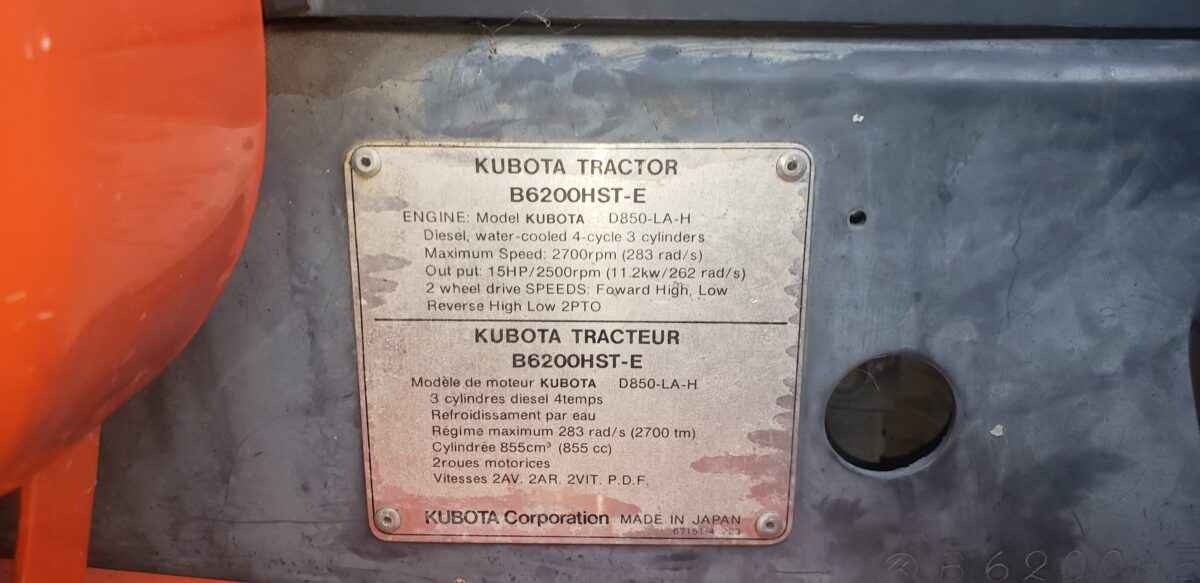 KUBOTA TRACTOR
B6200HST-E
ENGINE: Model KUBOTA D850-LA-H
Diesel, water-cooled 4-cycle 3 cylinders
Maximum Speed: 2700rpm (283 rad/s)
Out put: 15HP/2500rpm (11.2kw/262 rad/s)
2 wheel drive SPEEDS: Foward High, Low
Reverse High Low 2PTO
KUBOTA TRACTEUR
B6200HST-E
Modèle de moteur KUBOTA D850-LA-H
3 cylindres diesel 4temps
Refroidissament par eau
Régime maximum 283 rad/s (2700 tm)
Cylindrée 855cm³ (855 cc)
2roues motorices
Vitesses 2AV. 2AR. 2VIT. P.D.F.
KUBOTA Corporation MADE IN JAPAN
B6200